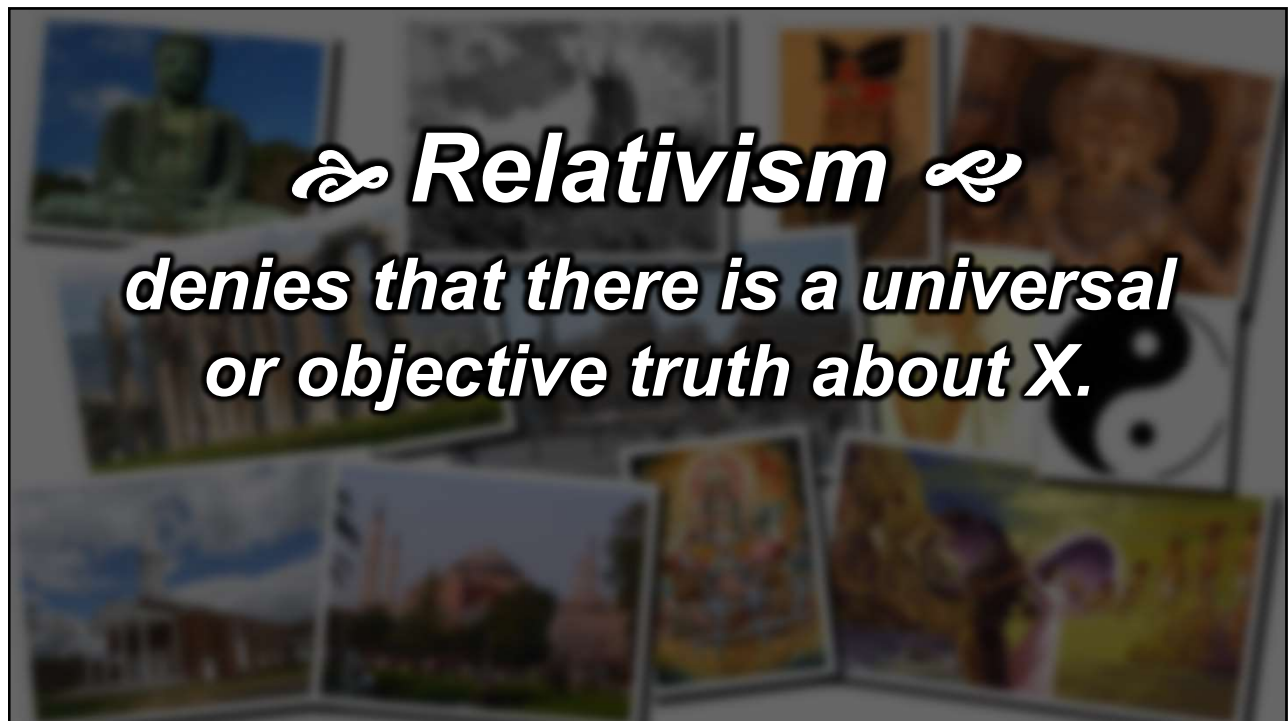 Relativism
denies that there is a universal
or objective truth about X.